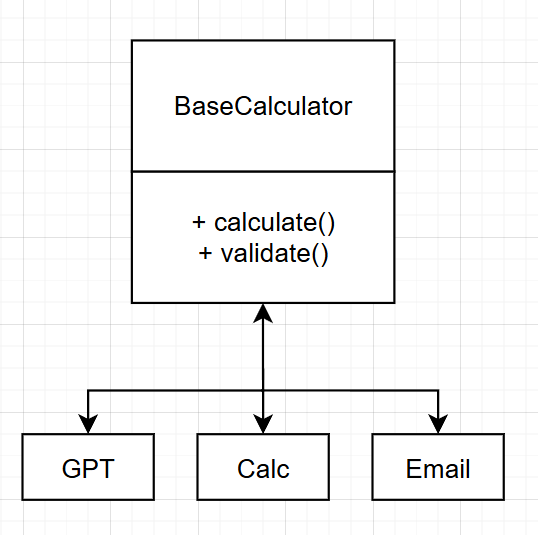 BaseCalculator
+ calculate()
+ validate()
GPT
Calc
Email